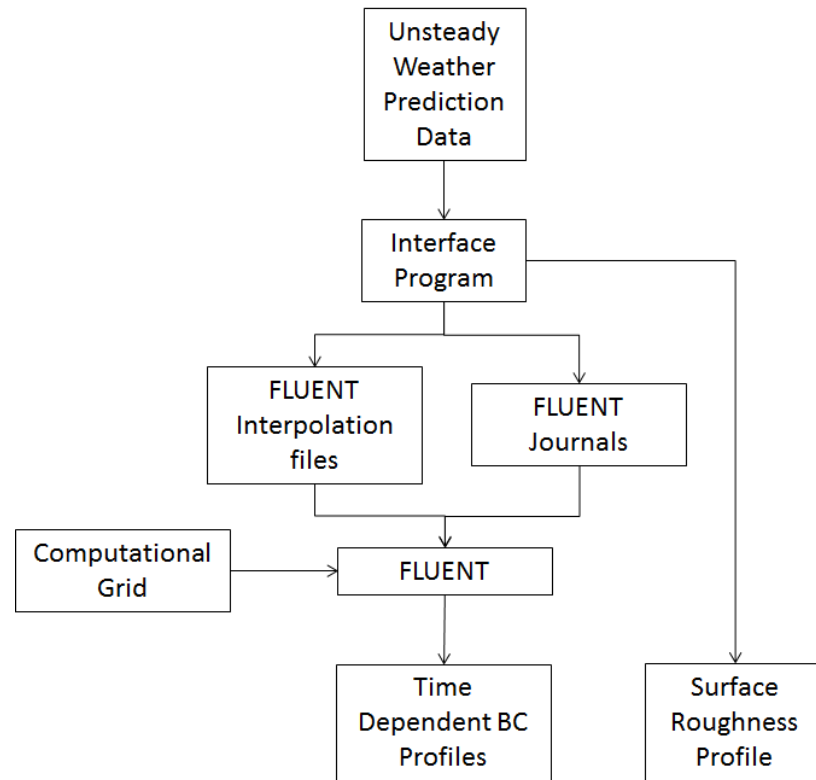 Unsteady
Weather
Prediction
Data
Interface
Program
FLUENT
Interpolation
files
FLUENT
Journals
Computational
Grid
FLUENT
Time
Dependent BC
Profiles
Surface
Roughness
Profile